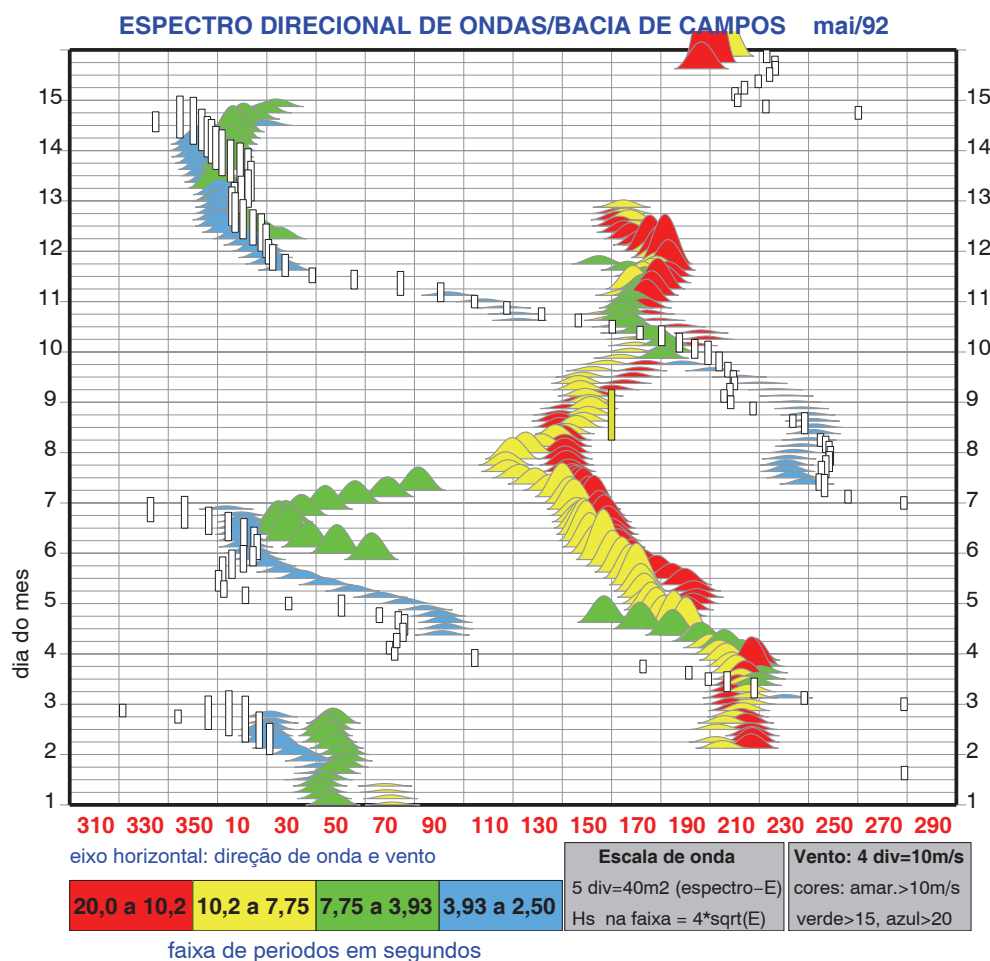 ESPECTRO DIRECIONAL DE ONDAS/BACIA DE CAMPOS mai/92
15 15
14 14
13 13
12 12
11 11
10 10
9 9
8 8
7 7
6 6
5 5
4 4
3 3
2 2
1 1
dia do mes
310 330 350 10 30 50 70 90 110 130 150 170 190 210 230 250 270 290
eixo horizontal: direção de onda e vento
20,0 a 10,2 10,2 a 7,75 7,75 a 3,93 3,93 a 2,50
faixa de periodos em segundos
Escala de onda
5 div=40m2 (espectro-E)
Hs na faixa = 4*sqrt(E)
Vento: 4 div=10m/s
cores: amar.>10m/s
verde>15, azul>20